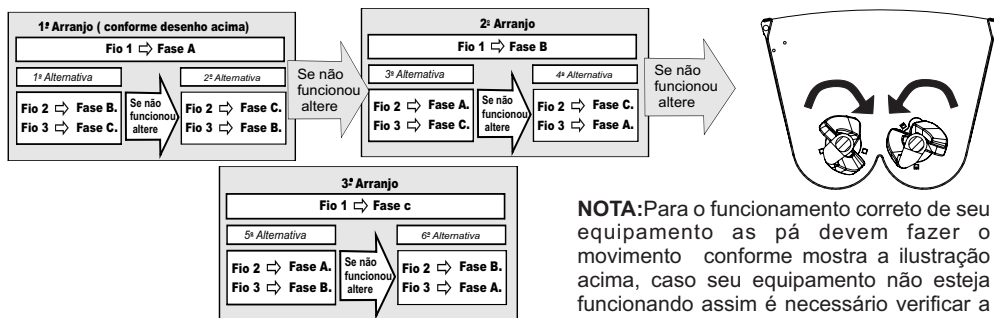 1ª Arranjo ( conforme desenho acima)
Fio 1 ⇨ Fase A
1ª Alternativa
2ª Alternativa
Fio 2 ⇨ Fase B.
Fio 3 ⇨ Fase C.
Se não
funcionou
altere
Fio 2 ⇨ Fase C.
Fio 3 ⇨ Fase B.
Se não
funcionou
altere
2ª Arranjo
Fio 1 ⇨ Fase B
3ª Alternativa
4ª Alternativa
Fio 2 ⇨ Fase A.
Fio 3 ⇨ Fase C.
Se não
funcionou
altere
Fio 2 ⇨ Fase C.
Fio 3 ⇨ Fase A.
Se não
funcionou
altere
3ª Arranjo
Fio 1 ⇨ Fase c
5ª Alternativa
6ª Alternativa
Fio 2 ⇨ Fase A.
Fio 3 ⇨ Fase B.
Se não
funcionou
altere
Fio 2 ⇨ Fase B.
Fio 3 ⇨ Fase A.
NOTA:Para o funcionamento correto de seu
equipamento as pá devem fazer o
movimento conforme mostra a ilustração
acima, caso seu equipamento não esteja
funcionando assim é necessário verificar a